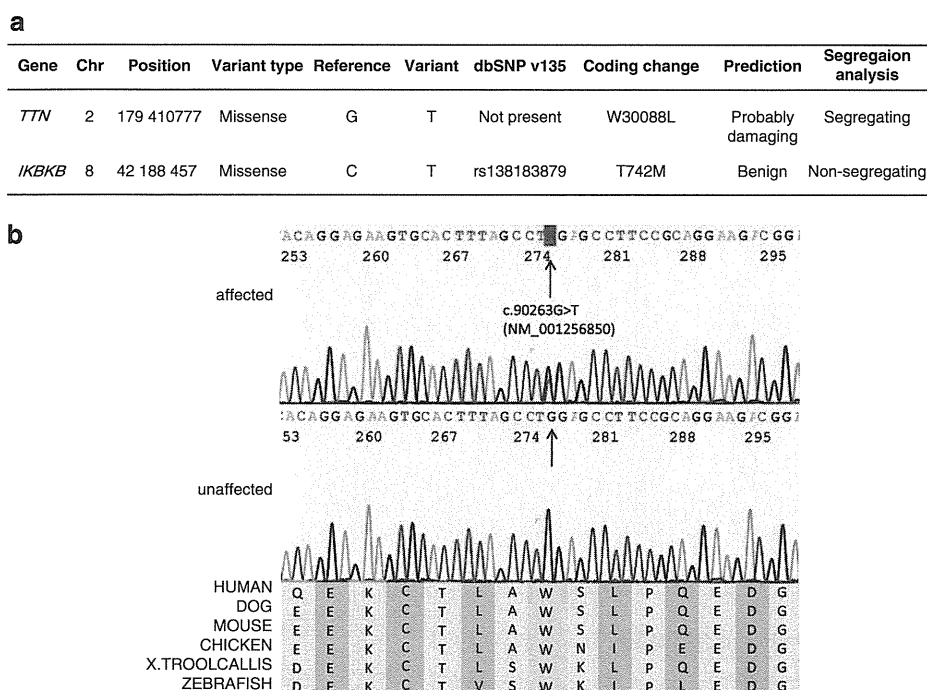 a
Gene Chr Position Variant type Reference Variant dbSNP v135 Coding change Prediction Segregaion analysis
TTN 2 179 410777 Missense G T Not present W30088L Probably damaging Segregating
IKBKB 8 42 188 457 Missense C T rs138183879 T742M Benign Non-segregating
b
ACAGGAGAAGTGCACTTTAGCCT GAGCCTTCCGCAGGAAGACGG
253 260 267 274 281 288 295
affected
c.90263G>T
(NM_001256850)
ACAGGAGAAGTGCACTTTAGCCTGGAGCCTTCCGCAGGAAGACGG
53 260 267 274 281 288 295
unaffected
HUMAN Q E K C T L A W S L P Q E D G
DOG E E K C T L A W S L P Q E D G
MOUSE E E K C T L A W S L P Q E D G
CHICKEN E E K C T L A W N I P E E D G
X.TROOLCALLIS D E K C T L S W K L P Q E D G
ZEBRAFISH D E K C T V S W K I P L E D G